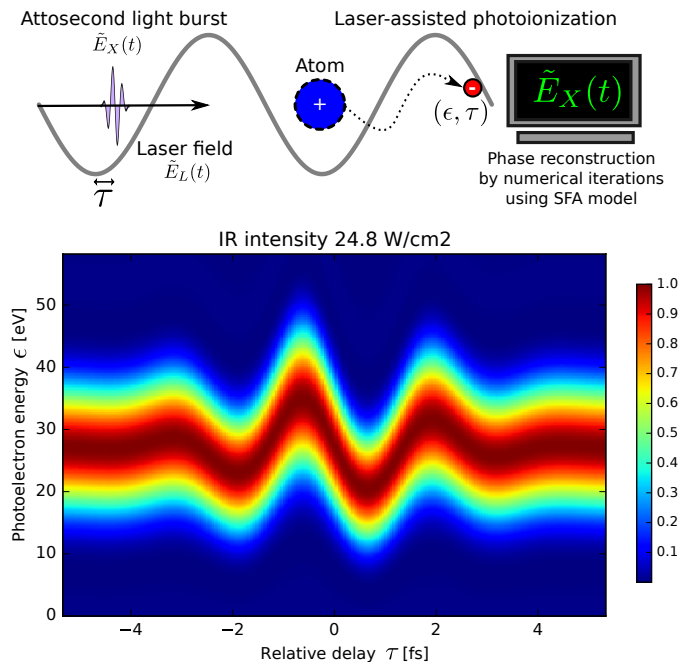 Attosecond light burst
Laser-assisted photoionization
Ẽ_X(t)
Atom
+
-
(ϵ, τ)
Ẽ_X(t)
Laser field
Ẽ_L(t)
τ
Phase reconstruction
by numerical iterations
using SFA model
IR intensity 24.8 W/cm2
Photoelectron energy ϵ [eV]
50
40
30
20
10
0
−4
−2
0
2
4
Relative delay τ [fs]
1.0
0.9
0.8
0.7
0.6
0.5
0.4
0.3
0.2
0.1